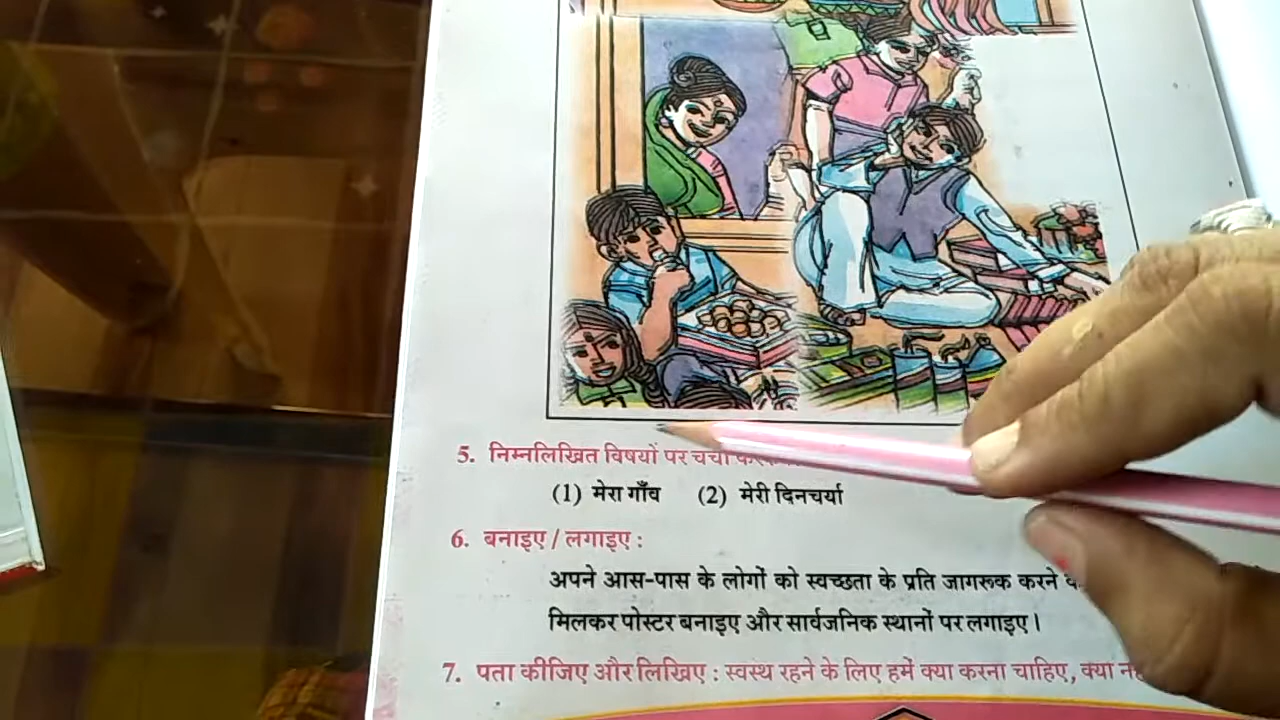 5. निम्नलिखित विषयों पर चर्चा
(1) मेरा गाँव (2) मेरी दिनचर्या
6. बनाइए / लगाइए :
अपने आस-पास के लोगों को स्वच्छता के प्रति जागरूक करने
मिलकर पोस्टर बनाइए और सार्वजनिक स्थानों पर लगाइए।
7. पता कीजिए और लिखिए : स्वस्थ रहने के लिए हमें क्या करना चाहिए, क्या